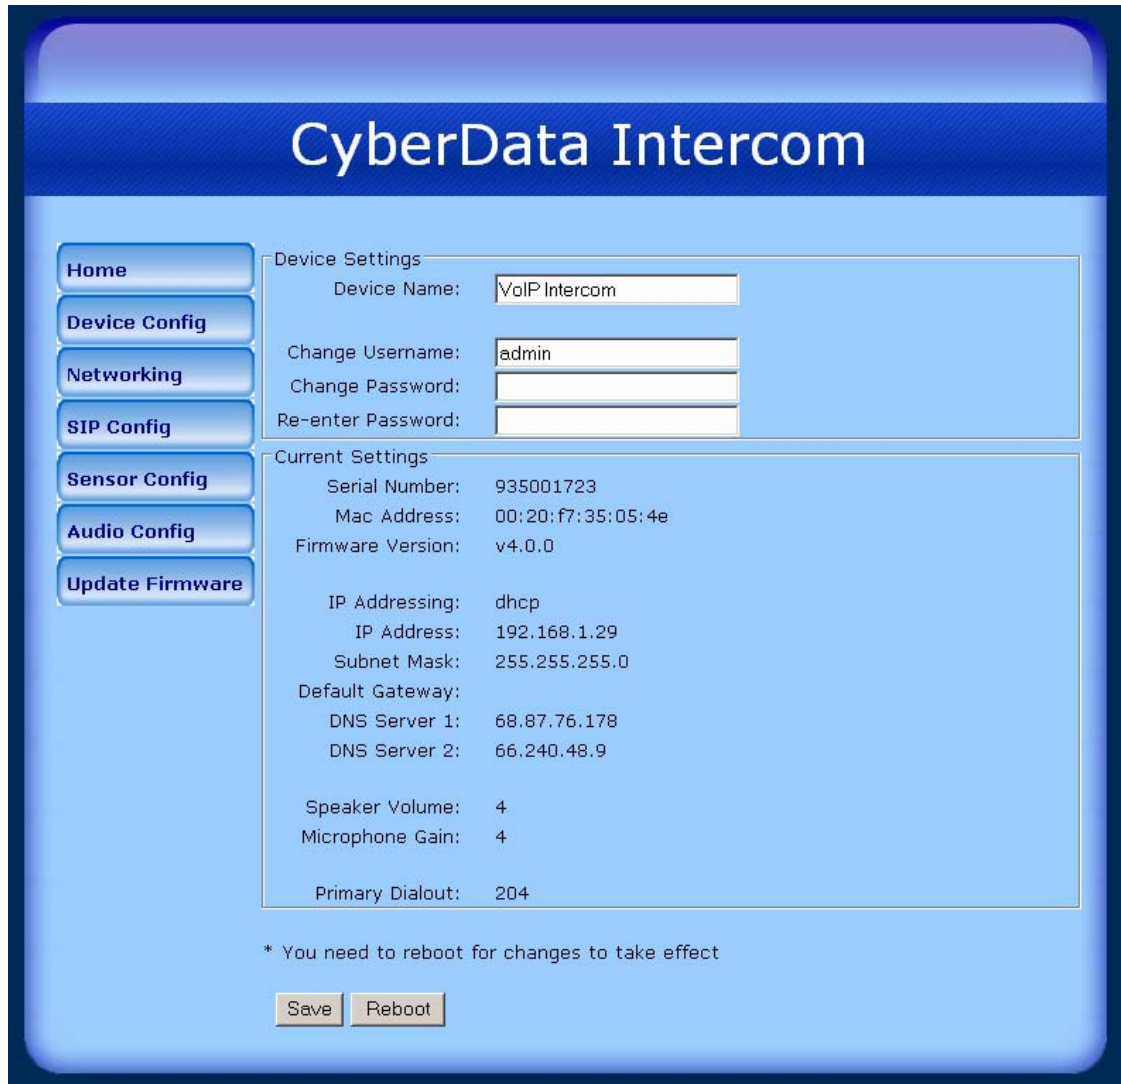 CyberData Intercom
Home
Device Config
Networking
SIP Config
Sensor Config
Audio Config
Update Firmware
Device Settings
Device Name: VoIP Intercom
Change Username: admin
Change Password:
Re-enter Password:
Current Settings
Serial Number: 935001723
Mac Address: 00:20:f7:35:05:4e
Firmware Version: v4.0.0
IP Addressing: dhcp
IP Address: 192.168.1.29
Subnet Mask: 255.255.255.0
Default Gateway:
DNS Server 1: 68.87.76.178
DNS Server 2: 66.240.48.9
Speaker Volume: 4
Microphone Gain: 4
Primary Dialout: 204
* You need to reboot for changes to take effect
Save Reboot